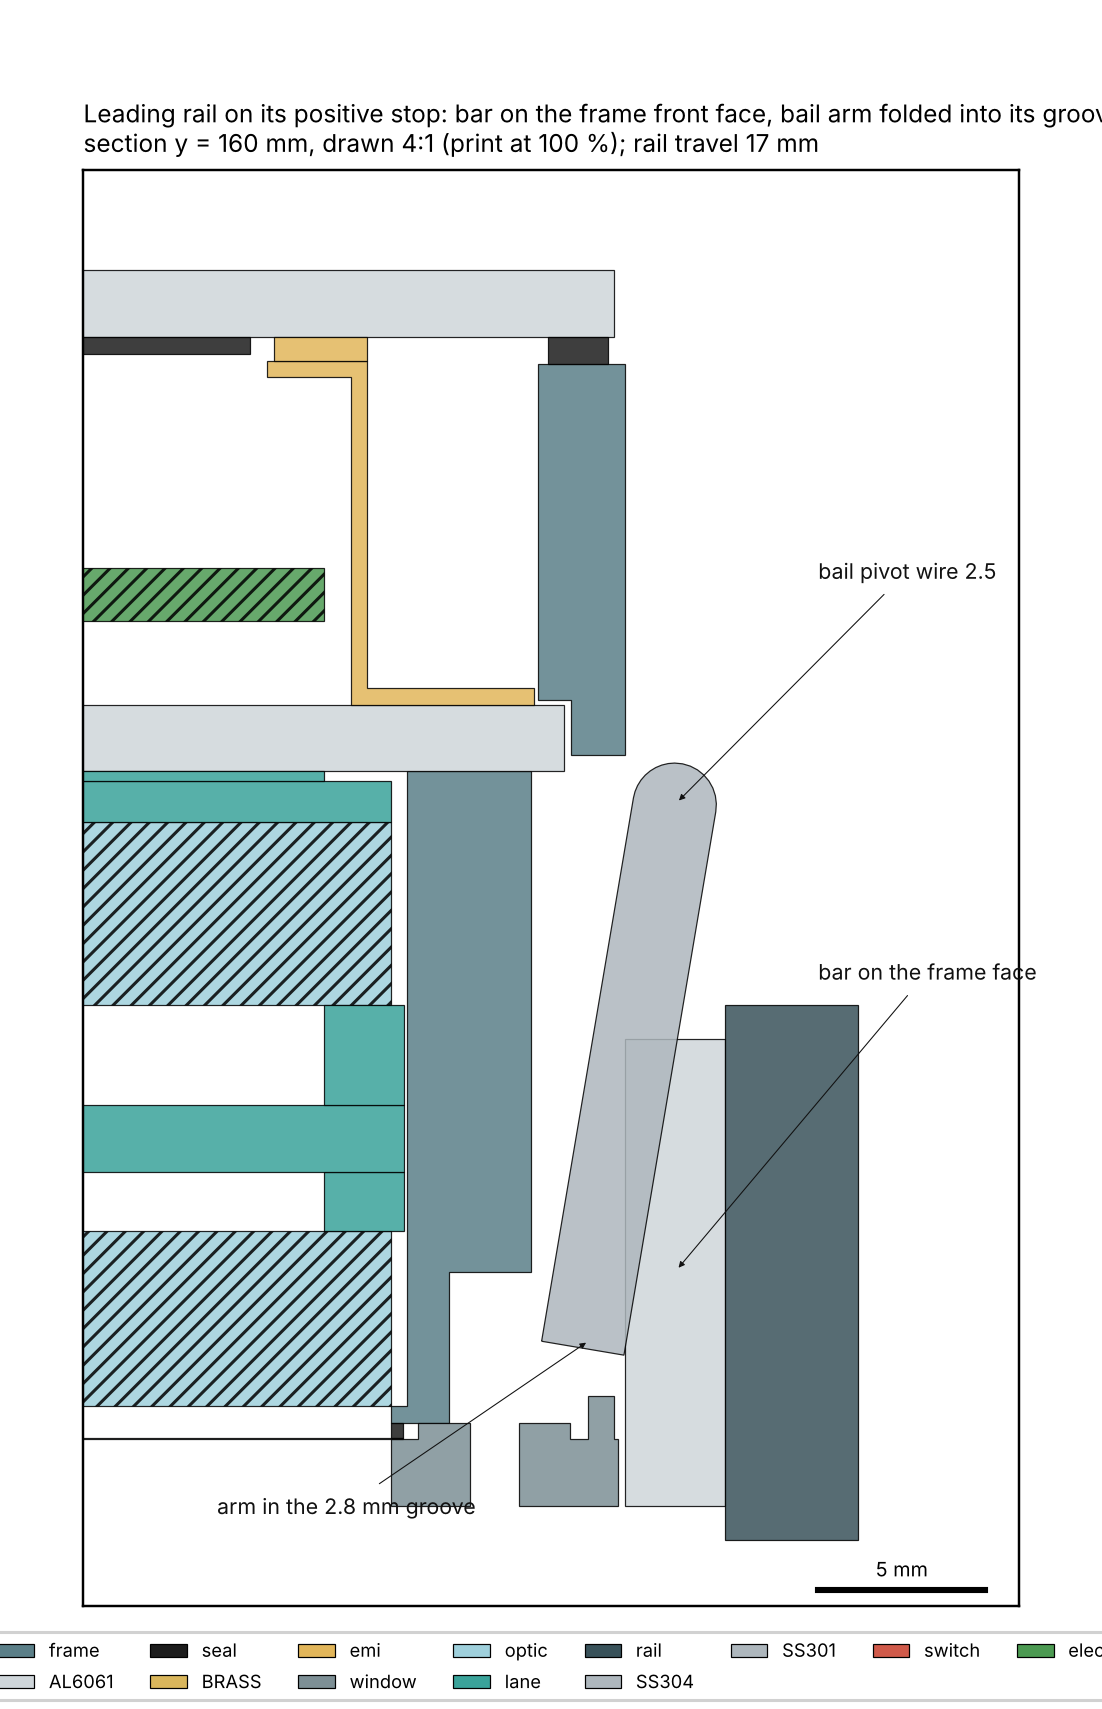 Leading rail on its positive stop: bar on the frame front face, bail arm folded into its groov
section y = 160 mm, drawn 4:1 (print at 100 %); rail travel 17 mm
bail pivot wire 2.5
bar on the frame face
arm in the 2.8 mm groove
5 mm
frame seal emi optic rail SS301 switch elec
AL6061 BRASS window lane SS304